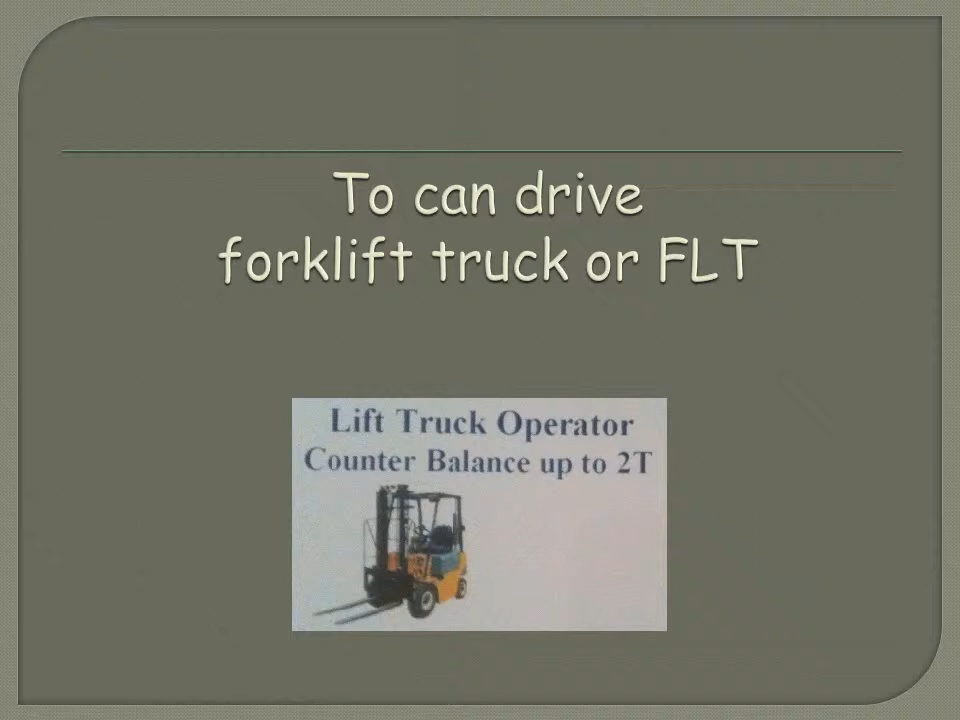 To can drive
forklift truck or FLT
Lift Truck Operator
Counter Balance up to 2T